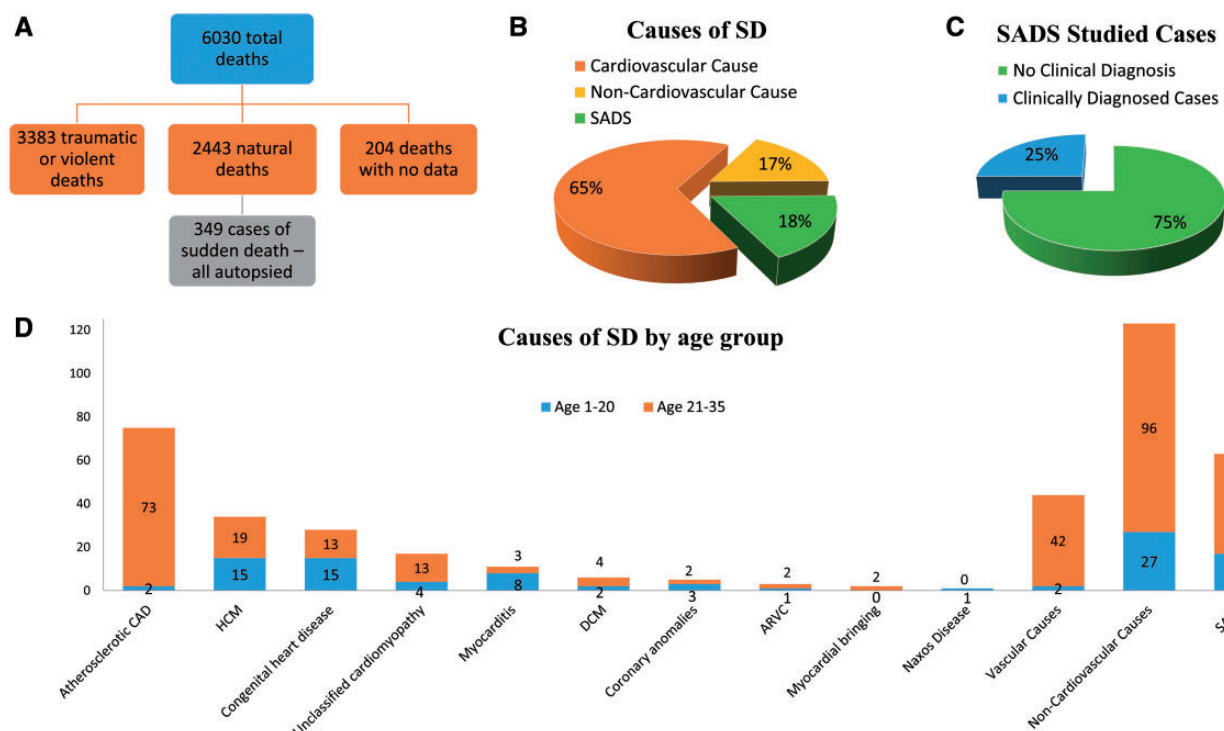 A
6030 total
deaths
3383 traumatic
or violent
deaths
2443 natural
deaths
204 deaths
with no data
349 cases of
sudden death –
all autopsied
B
Causes of SD
Cardiovascular Cause
Non-Cardiovascular Cause
SADS
65%
17%
18%
C
SADS Studied Cases
No Clinical Diagnosis
Clinically Diagnosed Cases
25%
75%
D
Causes of SD by age group
Age 1-20 Age 21-35
120
100
80
60
40
20
0
73
2
19
15
13
15
13
4
3
8
4
2
2
3
2
1
2
0
0
1
42
2
96
27
Atherosclerotic CAD
HCM
Congenital heart disease
Unclassified cardiomyopathy
Myocarditis
DCM
Coronary anomalies
ARVC
Myocardial bringing
Naxos Disease
Vascular Causes
Non-Cardiovascular Causes